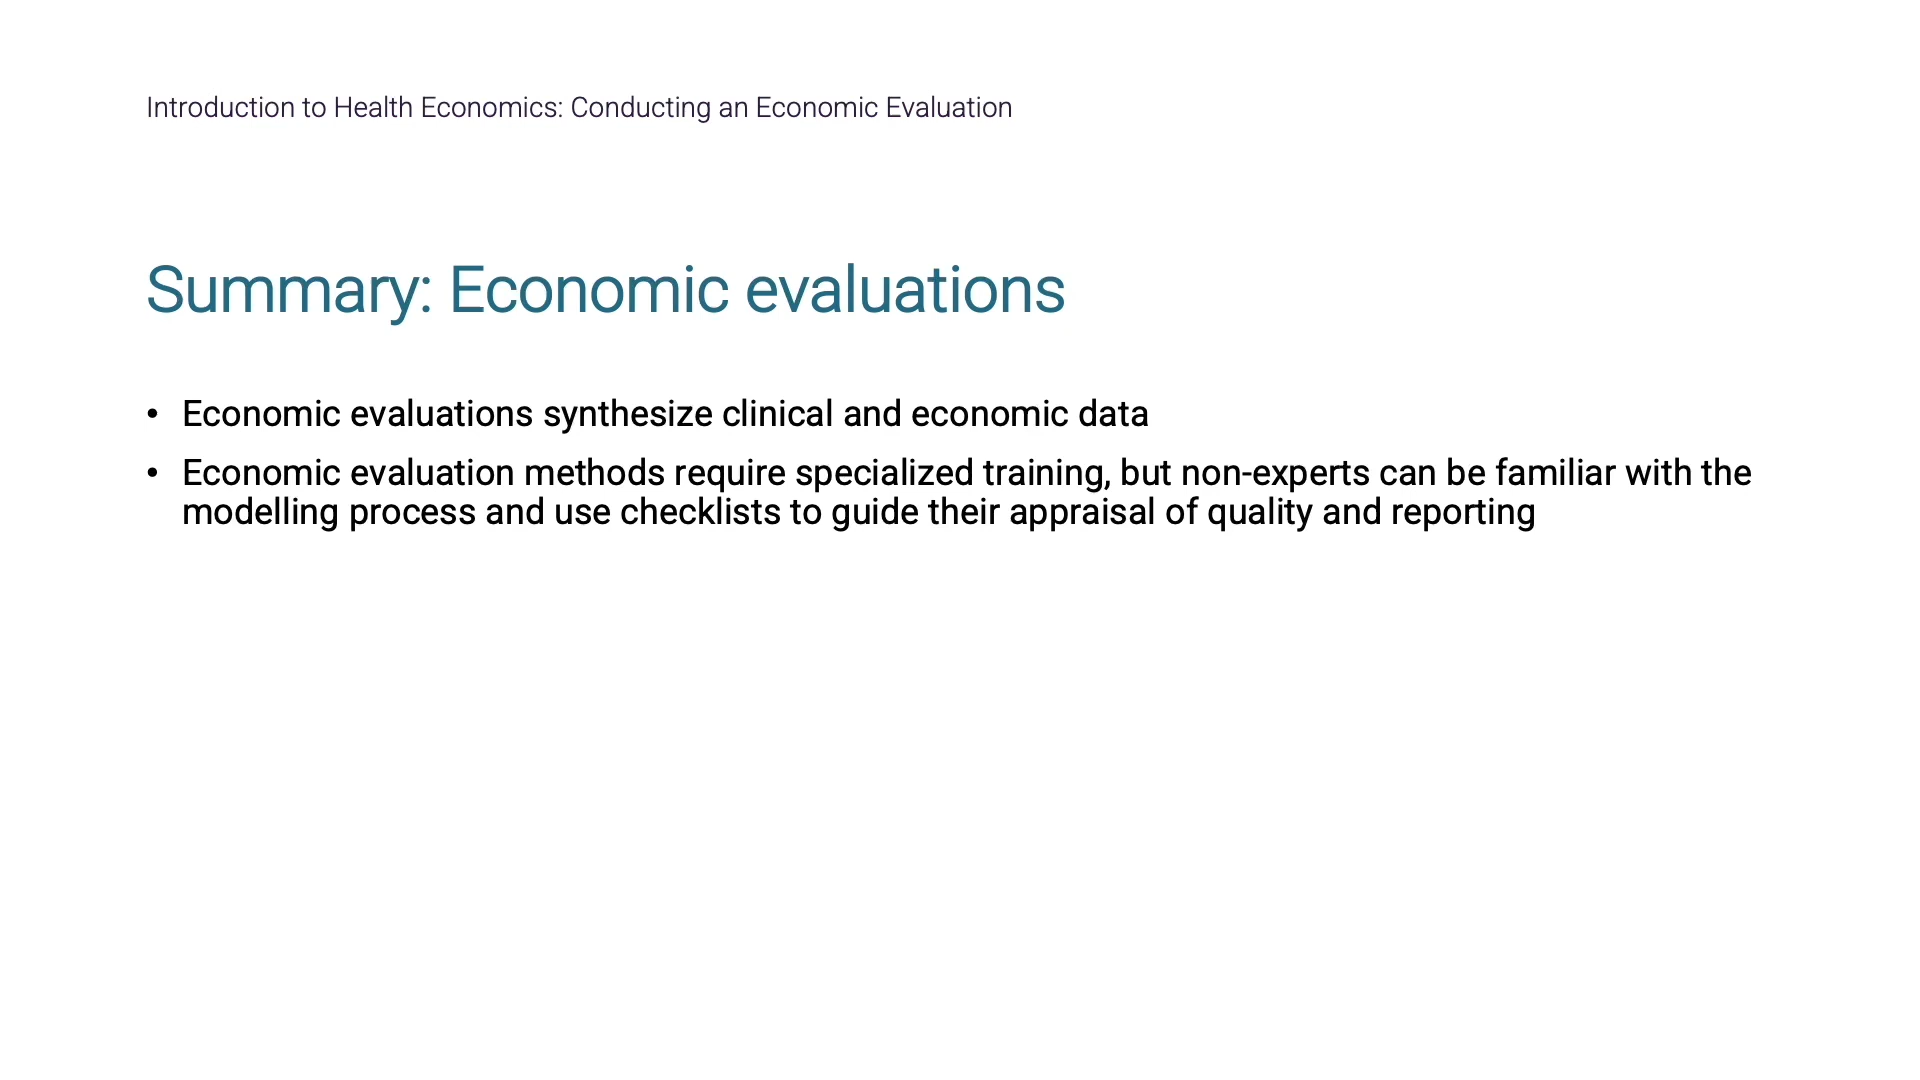 Introduction to Health Economics: Conducting an Economic Evaluation
Summary: Economic evaluations
• Economic evaluations synthesize clinical and economic data
• Economic evaluation methods require specialized training, but non-experts can be familiar with the
modelling process and use checklists to guide their appraisal of quality and reporting